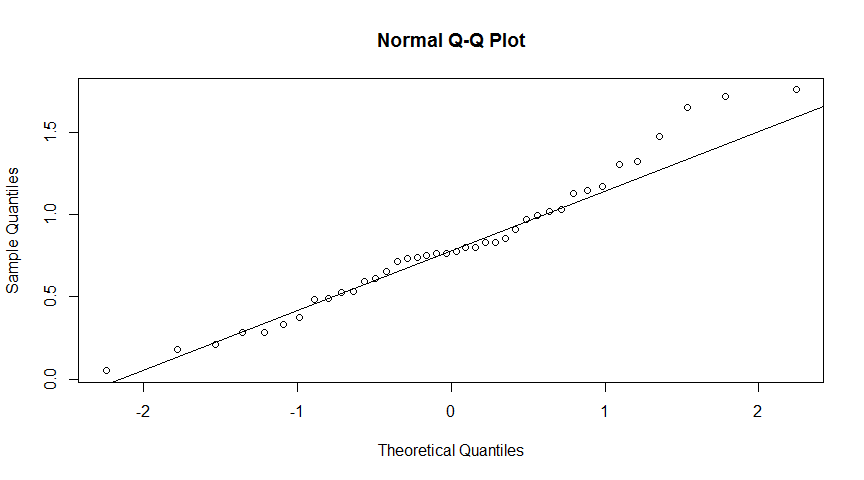 Normal Q-Q Plot
Sample Quantiles
1.5
1.0
0.5
0.0
-2 -1 0 1 2
Theoretical Quantiles